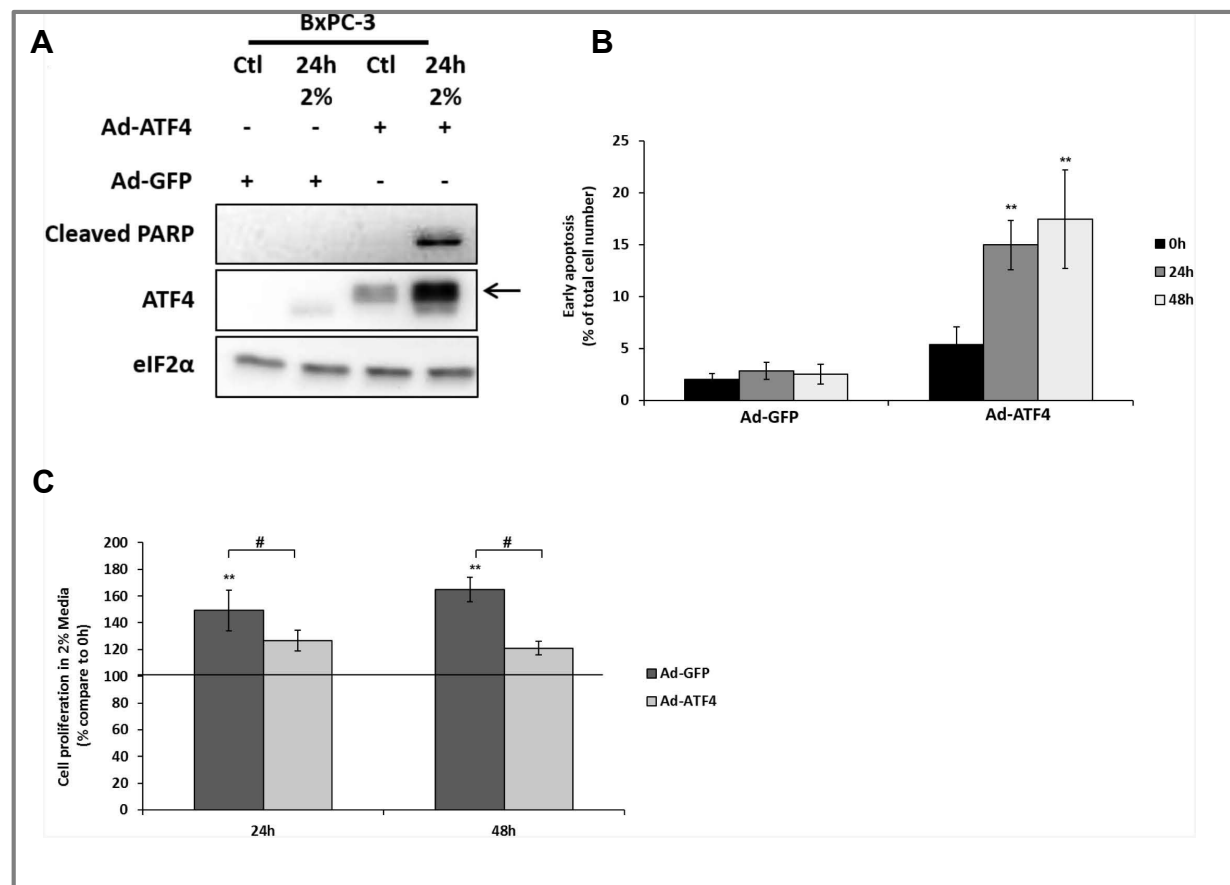 A
BxPC-3
Ctl 24h Ctl 24h
2% 2%
Ad-ATF4 - - + +
Ad-GFP + + - -
Cleaved PARP
ATF4
eIF2α
B
Early apoptosis
(% of total cell number)
25
20
15
10
5
0
** **
Ad-GFP Ad-ATF4
0h
24h
48h
C
Cell proliferation in 2% Media
(% compare to 0h)
200
180
160
140
120
100
80
60
40
20
0
# #
** **
24h 48h
Ad-GFP
Ad-ATF4